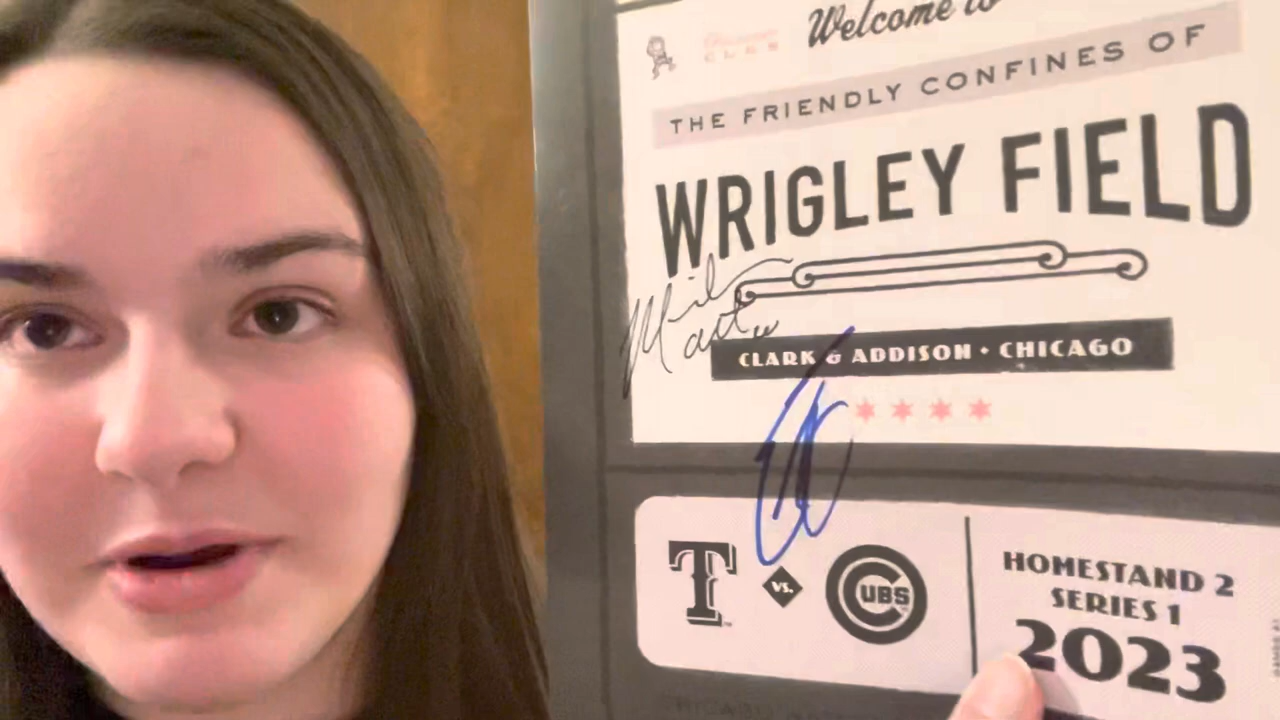 Welcome to
THE FRIENDLY CONFINES OF
WRIGLEY FIELD
CLARK & ADDISON • CHICAGO
T VS. CUBS
HOMESTAND 2
SERIES 1
2023